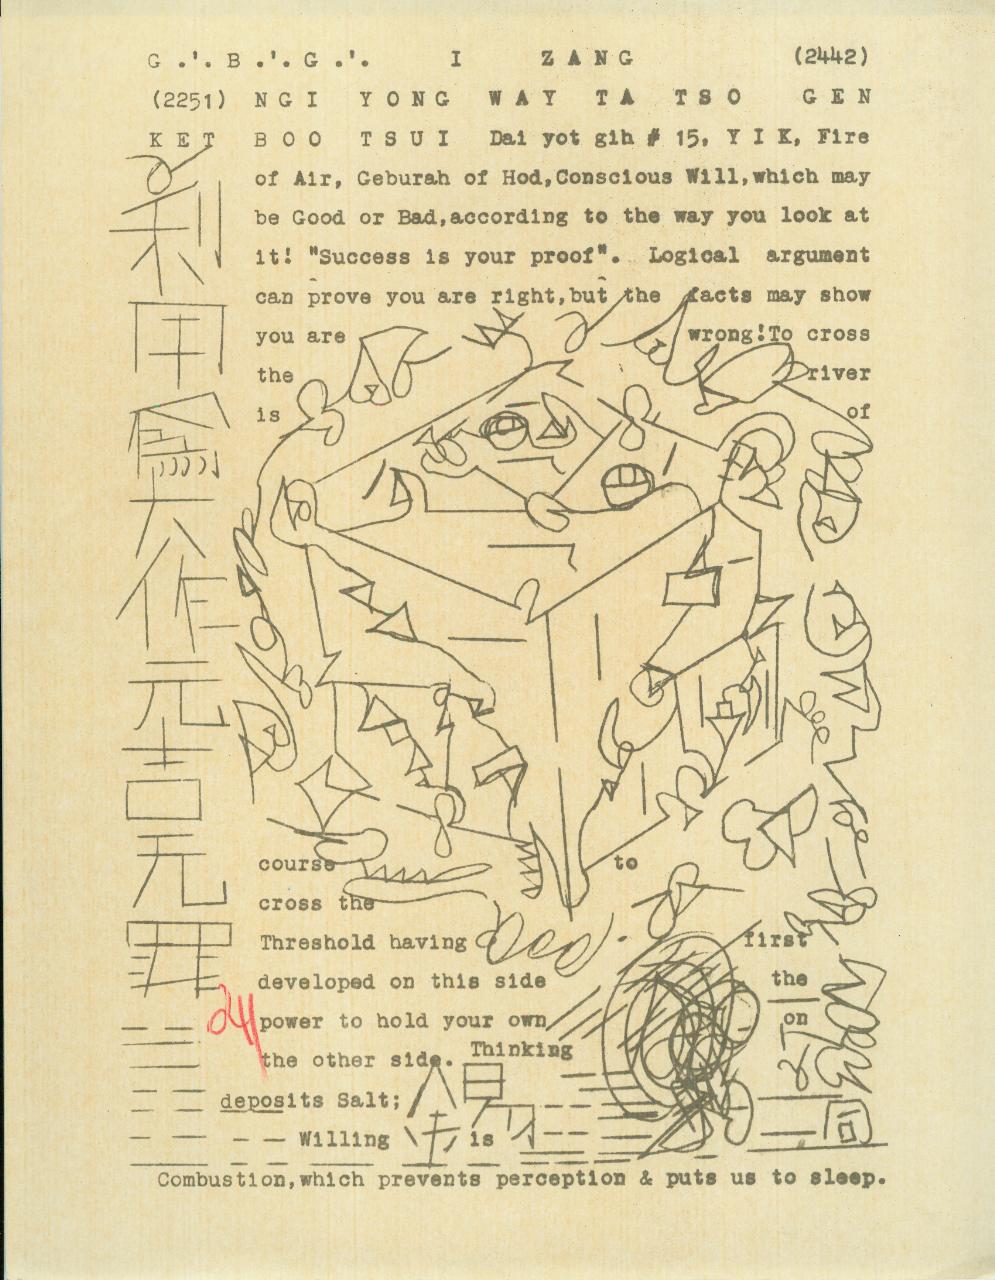 G .'. B .'. G .'. I ZANG (2442)
(2251) NGI YONG WAY TA TSO GEN
KET BOO TSUI Dai yot gih # 15, YIK, Fire
of Air, Geburah of Hod,Conscious Will,which may
be Good or Bad,according to the way you look at
it! "Success is your proof". Logical argument
can prove you are right,but the facts may show
you are wrong!To cross
the river
is of
course to
cross the
Threshold having first
developed on this side the
power to hold your own on
the other side. Thinking
deposits Salt;
Willing is
Combustion,which prevents perception & puts us to sleep.
利
用
爲
大
作
元
吉
无
24
回